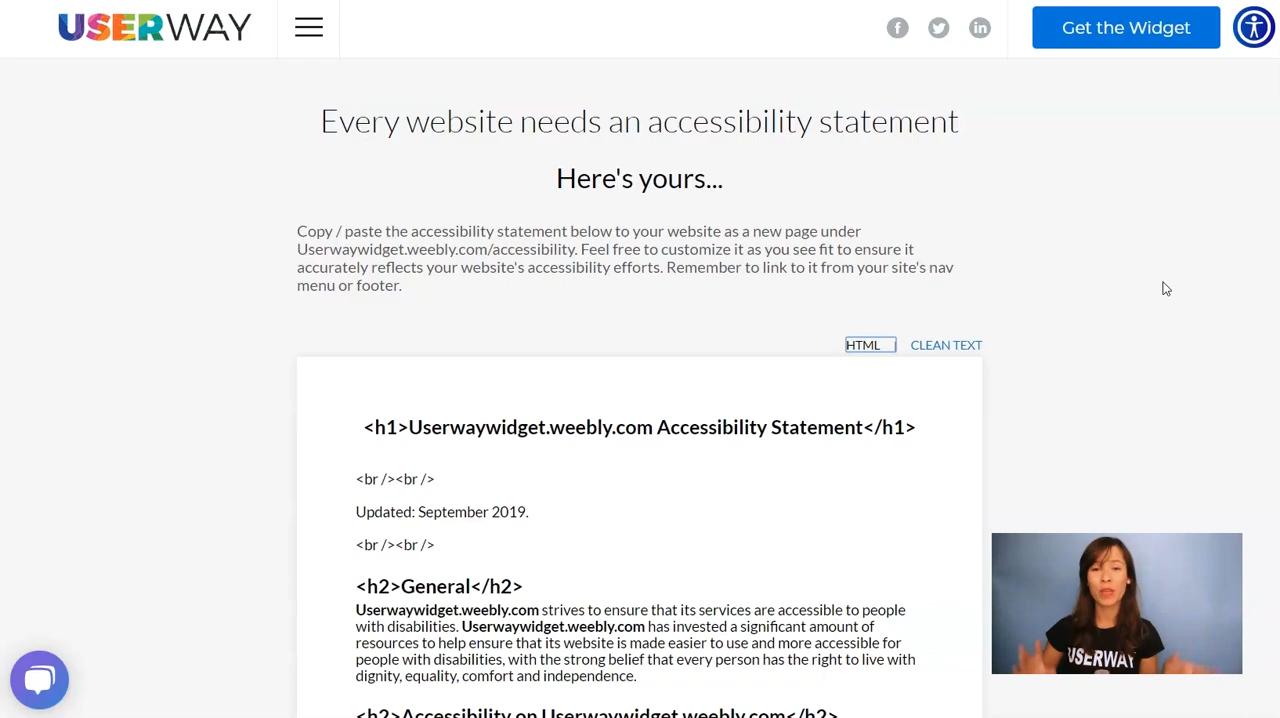 USERWAY
Get the Widget
Every website needs an accessibility statement
Here's yours...
Copy / paste the accessibility statement below to your website as a new page under
Userwaywidget.weebly.com/accessibility. Feel free to customize it as you see fit to ensure it
accurately reflects your website's accessibility efforts. Remember to link to it from your site's nav
menu or footer.
HTML CLEAN TEXT
<h1>Userwaywidget.weebly.com Accessibility Statement</h1>
<br /><br />
Updated: September 2019.
<br /><br />
<h2>General</h2>
Userwaywidget.weebly.com strives to ensure that its services are accessible to people
with disabilities. Userwaywidget.weebly.com has invested a significant amount of
resources to help ensure that its website is made easier to use and more accessible for
people with disabilities, with the strong belief that every person has the right to live with
dignity, equality, comfort and independence.
<h2>Accessibility on Userwaywidget.weebly.com</h2>
USERWAY